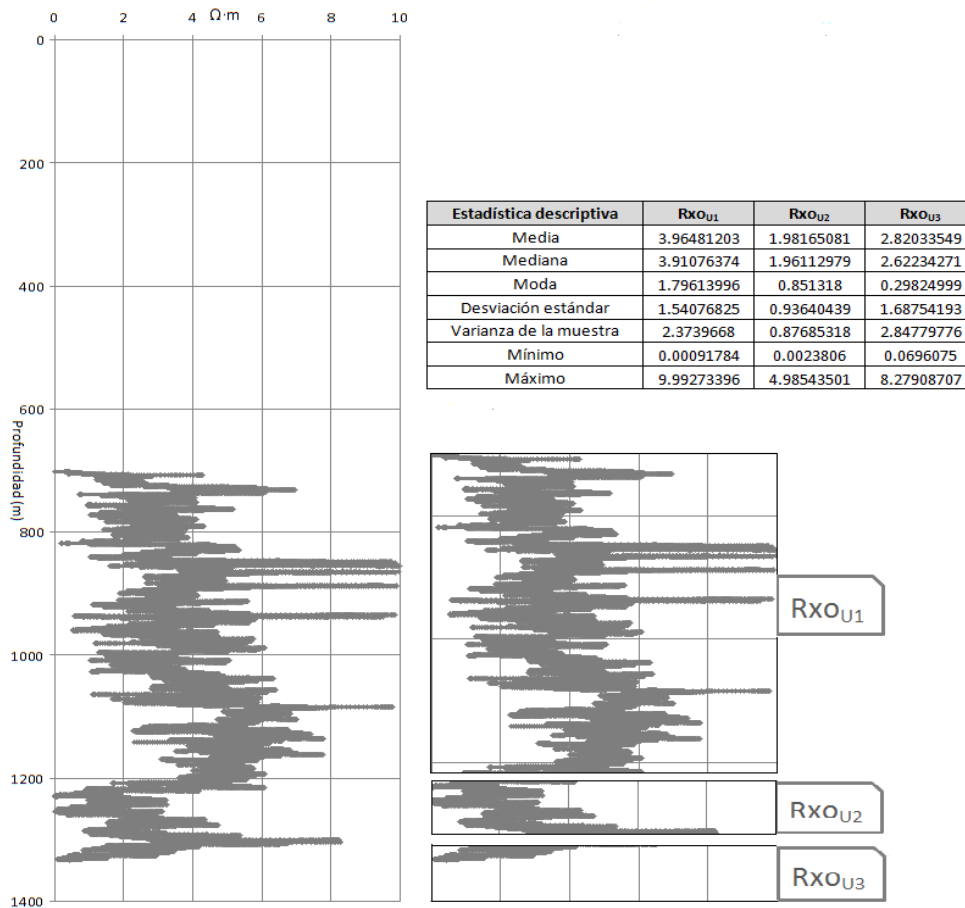 0 2 4 Ω·m 6 8 10
0
200
400
600
800
1000
1200
1400
Profundidad (m)
Estadística descriptiva RxoU1 RxoU2 RxoU3
Media 3.96481203 1.98165081 2.82033549
Mediana 3.91076374 1.96112979 2.62234271
Moda 1.79613996 0.851318 0.29824999
Desviación estándar 1.54076825 0.93640439 1.68754193
Varianza de la muestra 2.3739668 0.87685318 2.84779776
Mínimo 0.00091784 0.0023806 0.0696075
Máximo 9.99273396 4.98543501 8.27908707
RxoU1
RxoU2
RxoU3